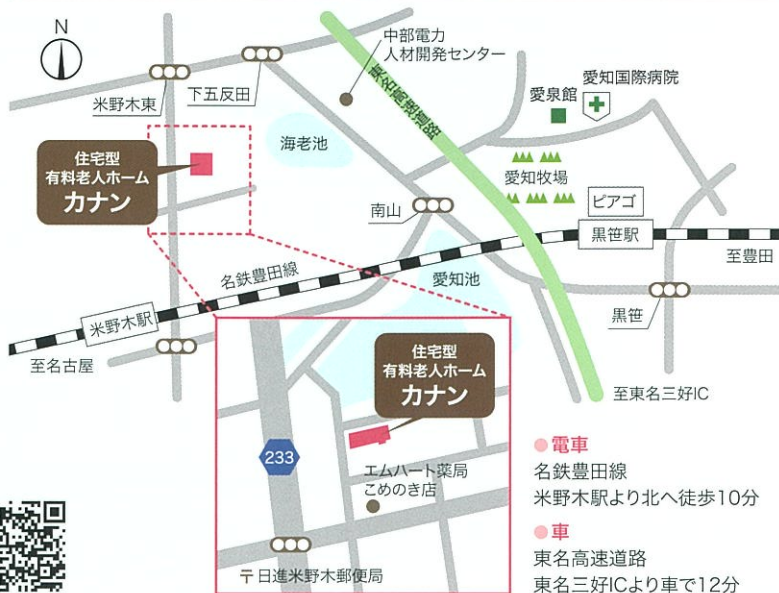 N
米野木東
下五反田
中部電力
人材開発センター
東名高速道路
愛泉館
愛知国際病院
住宅型
有料老人ホーム
カナン
海老池
愛知牧場
南山
ピアゴ
黒笹駅
至豊田
名鉄豊田線
愛知池
米野木駅
黒笹
至名古屋
至東名三好IC
住宅型
有料老人ホーム
カナン
233
エムハート薬局
こめのき店
〒日進米野木郵便局
●電車
名鉄豊田線
米野木駅より北へ徒歩10分
●車
東名高速道路
東名三好ICより車で12分